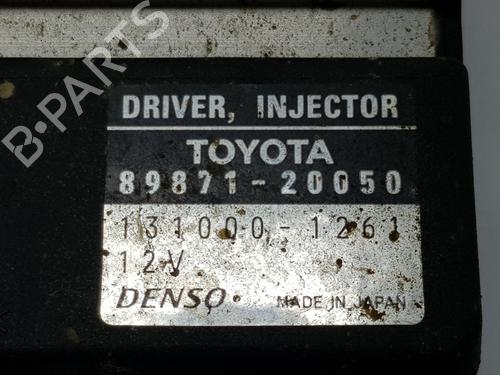 B-PARTS
DRIVER, INJECTOR
TOYOTA
89871-20050
131000-1261
12V
DENSO MADE IN JAPAN